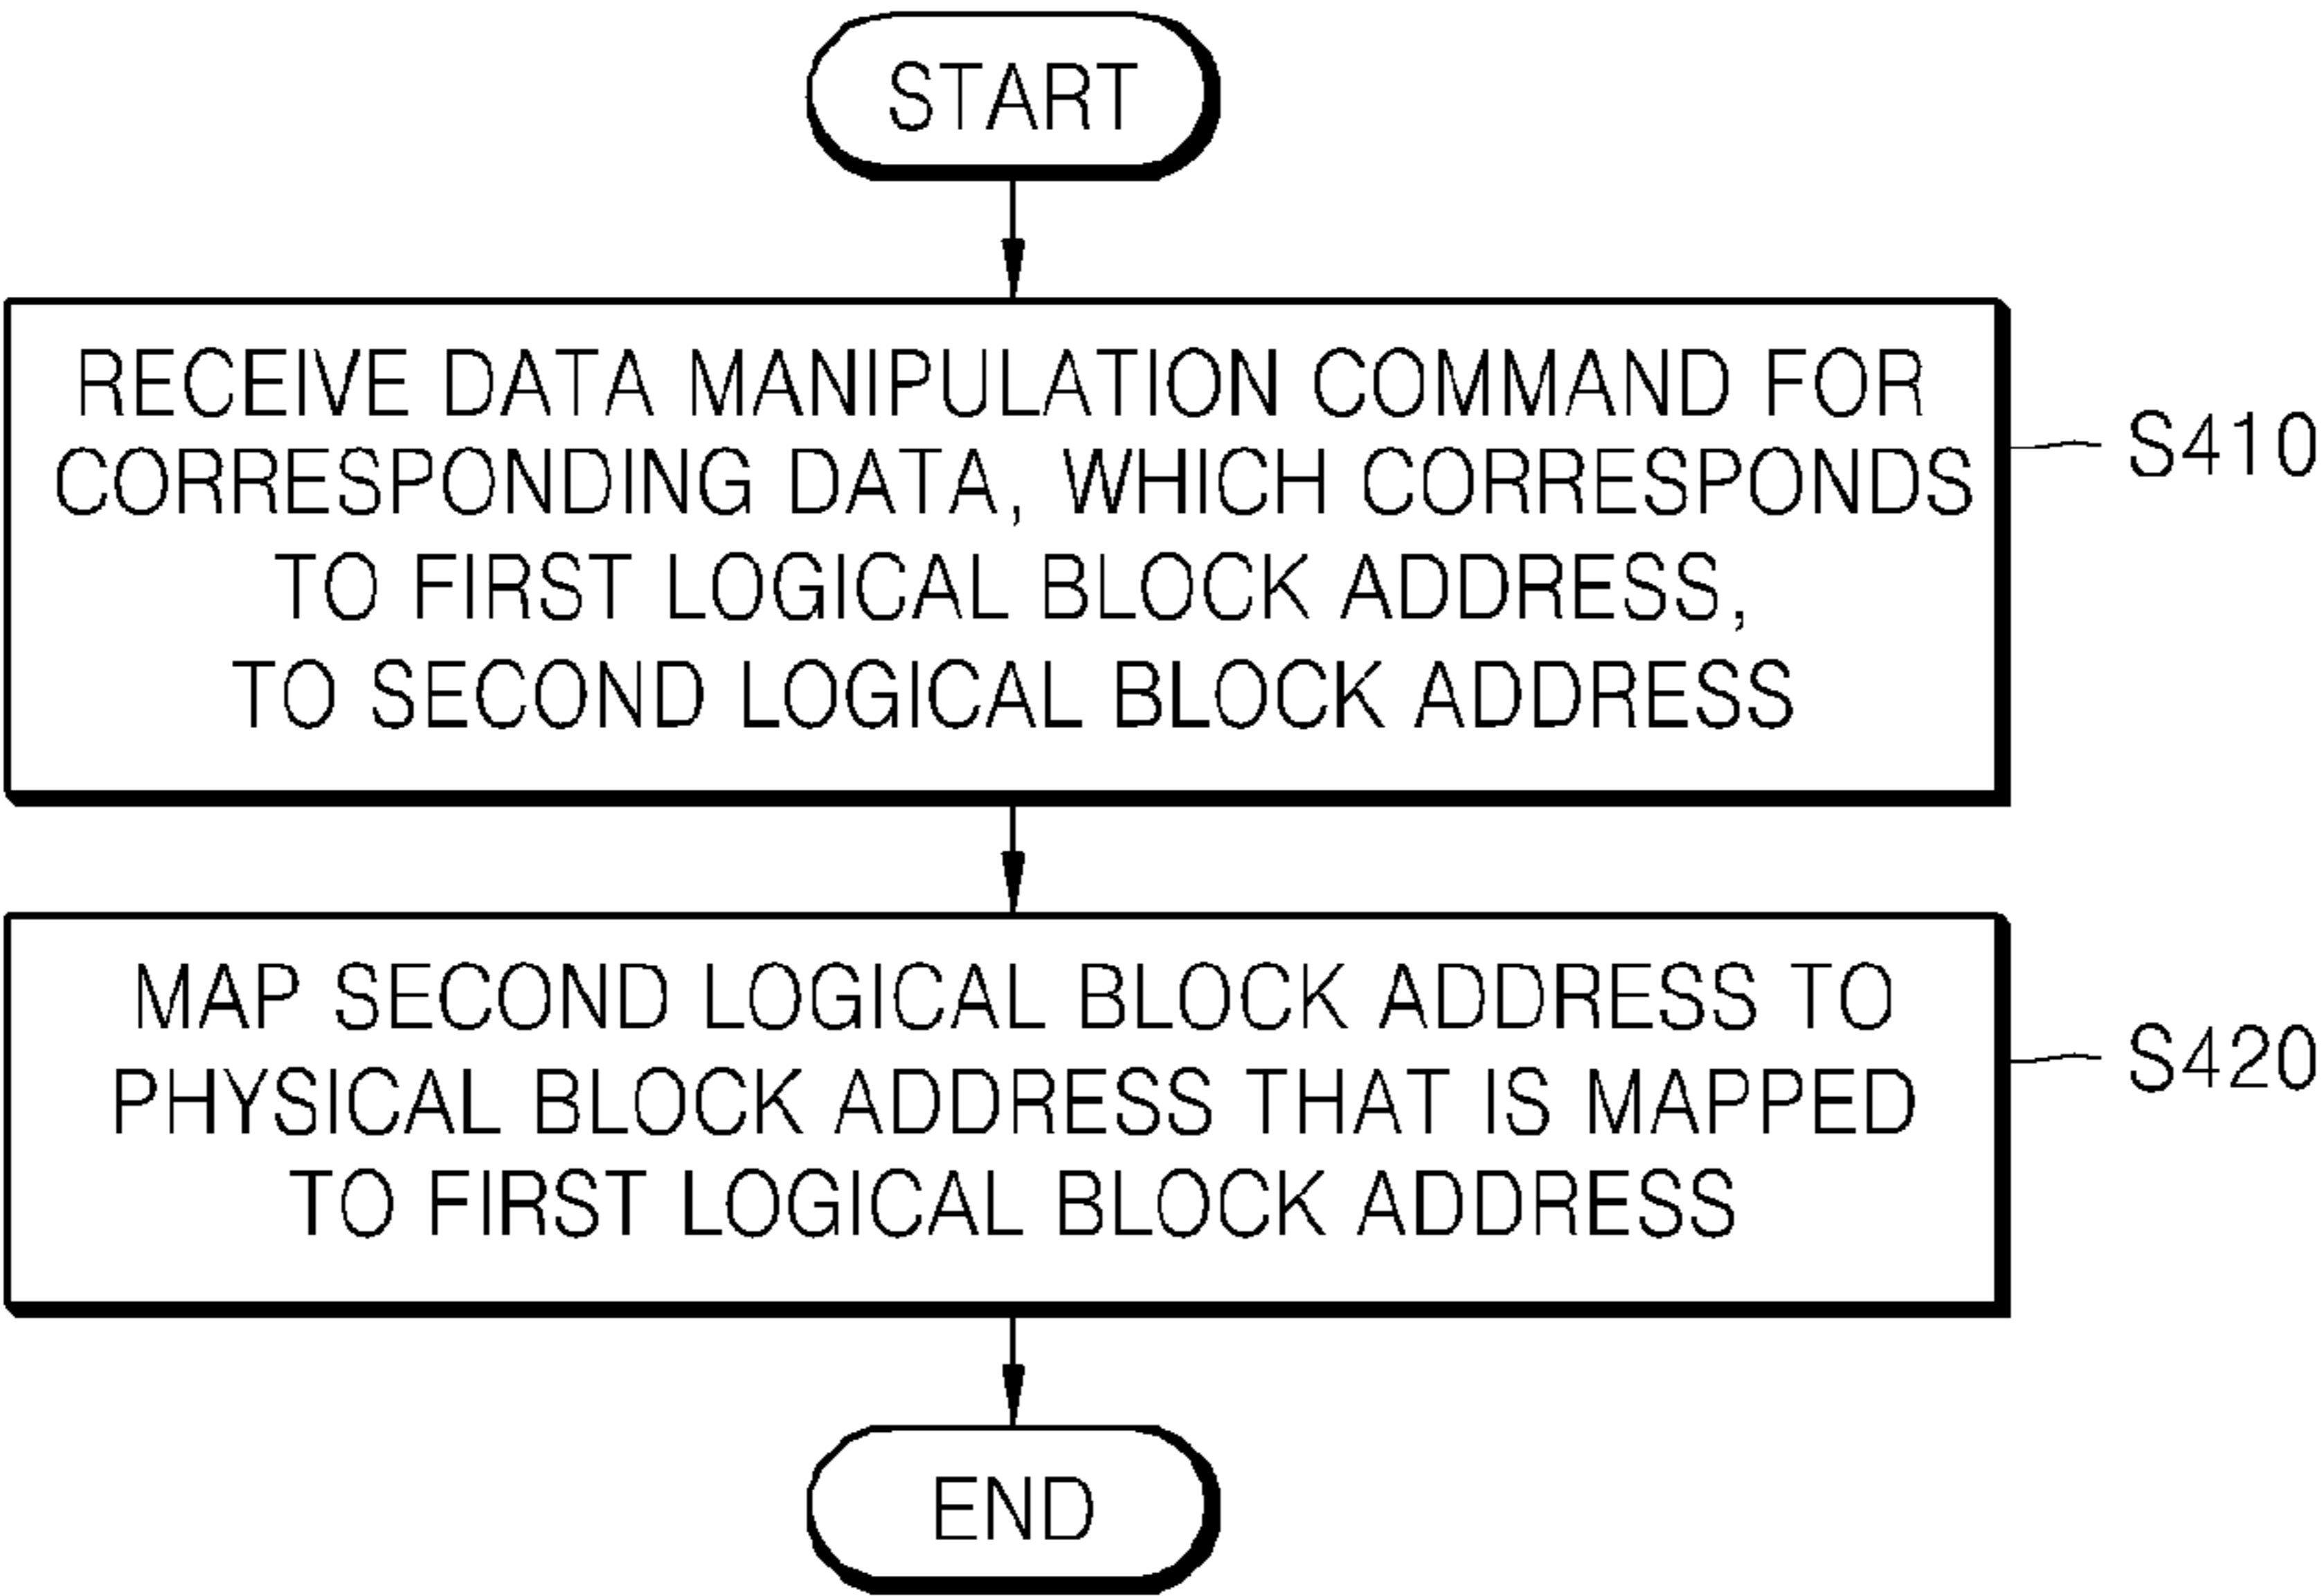 START
RECEIVE DATA MANIPULATION COMMAND FOR
CORRESPONDING DATA, WHICH CORRESPONDS
TO FIRST LOGICAL BLOCK ADDRESS,
TO SECOND LOGICAL BLOCK ADDRESS
S410
MAP SECOND LOGICAL BLOCK ADDRESS TO
PHYSICAL BLOCK ADDRESS THAT IS MAPPED
TO FIRST LOGICAL BLOCK ADDRESS
S420
END